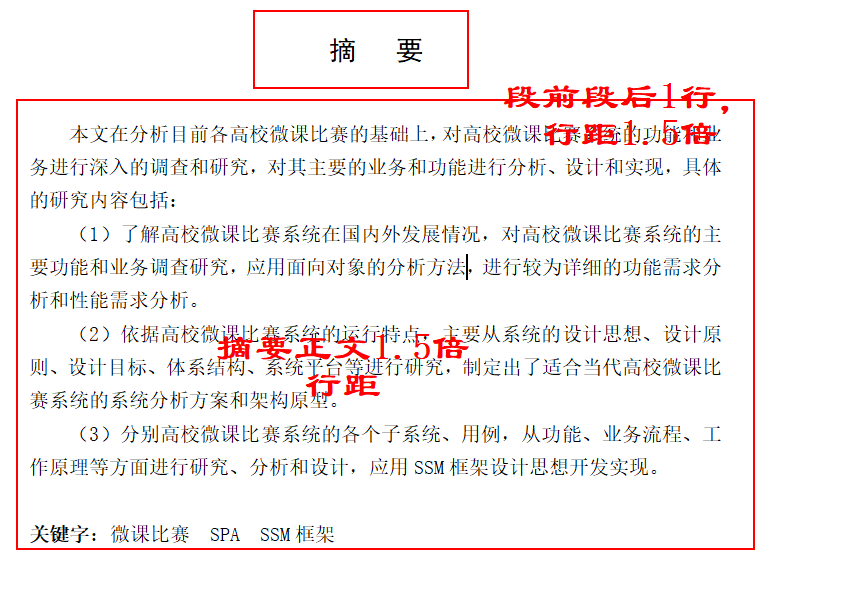 摘 要
段前段后1行，
行距1.5倍
本文在分析目前各高校微课比赛的基础上，对高校微课比赛系统的功能和业
务进行深入的调查和研究，对其主要的业务和功能进行分析、设计和实现，具体
的研究内容包括：
（1）了解高校微课比赛系统在国内外发展情况，对高校微课比赛系统的主
要功能和业务调查研究，应用面向对象的分析方法，进行较为详细的功能需求分
析和性能需求分析。
（2）依据高校微课比赛系统的运行特点，主要从系统的设计思想、设计原
摘要正文1.5倍
则、设计目标、体系结构、系统平台等进行研究，制定出了适合当代高校微课比
行距
赛系统的系统分析方案和架构原型。
（3）分别高校微课比赛系统的各个子系统、用例，从功能、业务流程、工
作原理等方面进行研究、分析和设计，应用 SSM 框架设计思想开发实现。
关键字：微课比赛 SPA SSM 框架